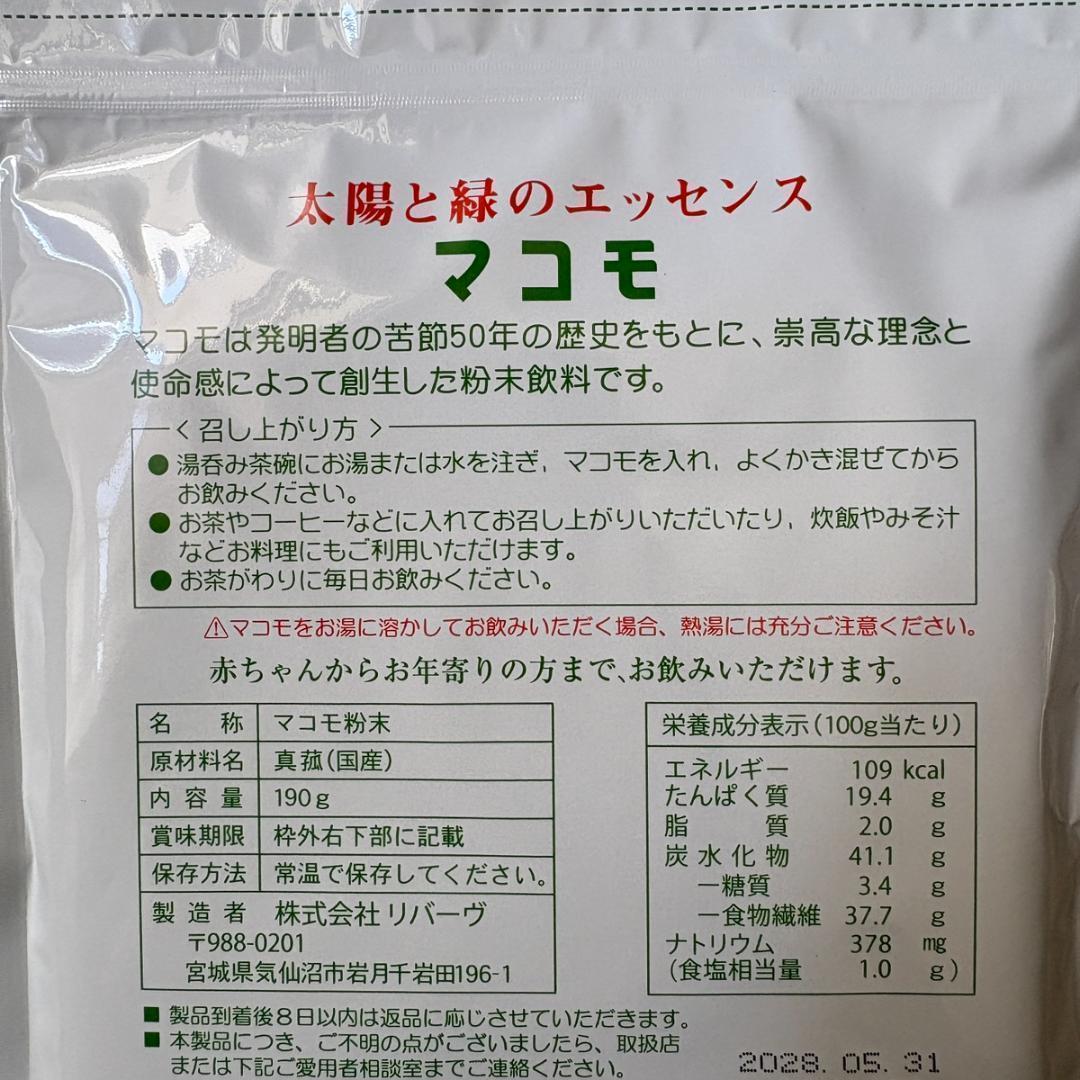 太陽と緑のエッセンス
マコモ
マコモは発明者の苦節50年の歴史をもとに、崇高な理念と
使命感によって創生した粉末飲料です。
〈 召し上がり方 〉
● 湯呑み茶碗にお湯または水を注ぎ，マコモを入れ，よくかき混ぜてから
お飲みください。
● お茶やコーヒーなどに入れてお召し上がりいただいたり，炊飯やみそ汁
などお料理にもご利用いただけます。
● お茶がわりに毎日お飲みください。
⚠マコモをお湯に溶かしてお飲みいただく場合、熱湯には充分ご注意ください。
赤ちゃんからお年寄りの方まで、お飲みいただけます。
名称 マコモ粉末
原材料名 真菰(国産)
内容量 190g
賞味期限 枠外右下部に記載
保存方法 常温で保存してください。
製造者 株式会社 リバーヴ
〒988-0201
宮城県気仙沼市岩月千岩田196-1
栄養成分表示(100g当たり)
エネルギー 109 kcal
たんぱく質 19.4 g
脂質 2.0 g
炭水化物 41.1 g
－糖質 3.4 g
－食物繊維 37.7 g
ナトリウム 378 mg
(食塩相当量 1.0 g)
■ 製品到着後8日以内は返品に応じさせていただきます。
■ 本製品につき、ご不明の点がございましたら、取扱店
または下記ご愛用者相談室までご連絡ください。
2028.05.31